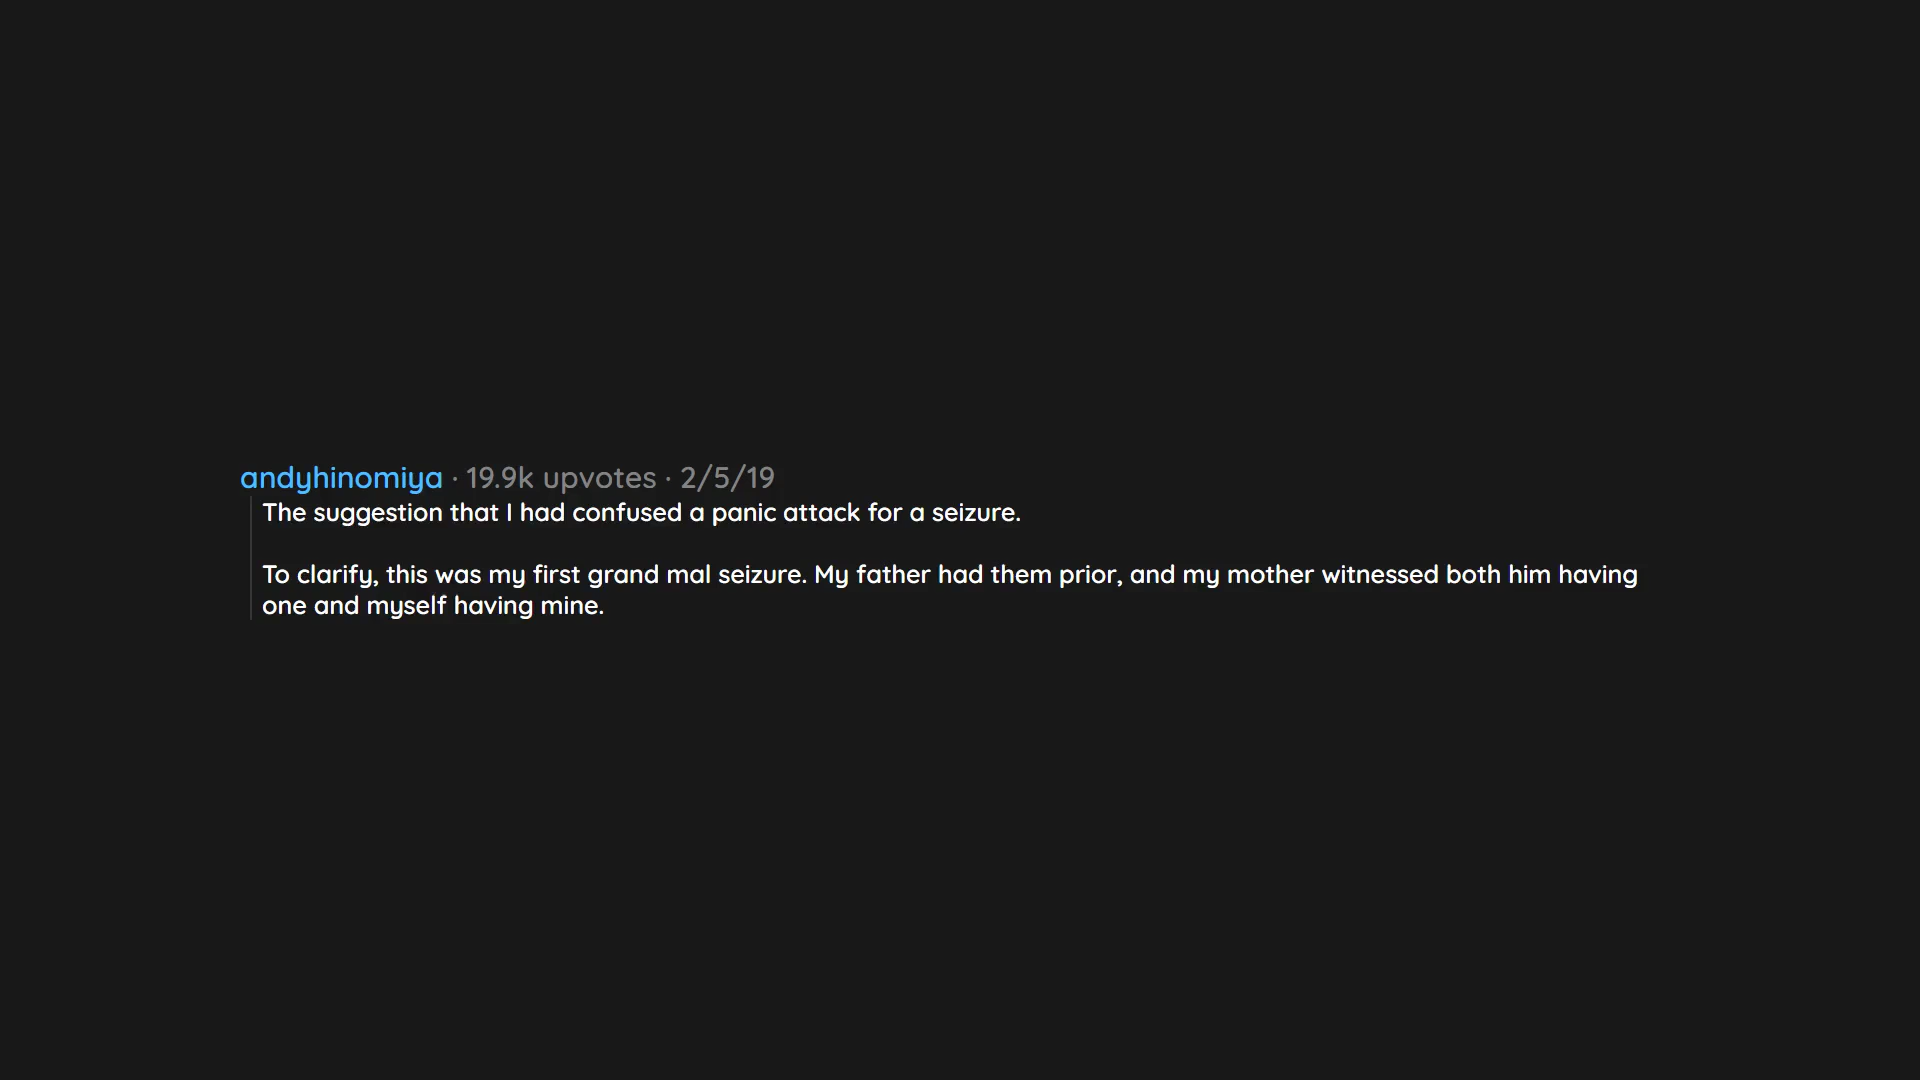 andyhinomiya · 19.9k upvotes · 2/5/19
The suggestion that I had confused a panic attack for a seizure.
To clarify, this was my first grand mal seizure. My father had them prior, and my mother witnessed both him having
one and myself having mine.